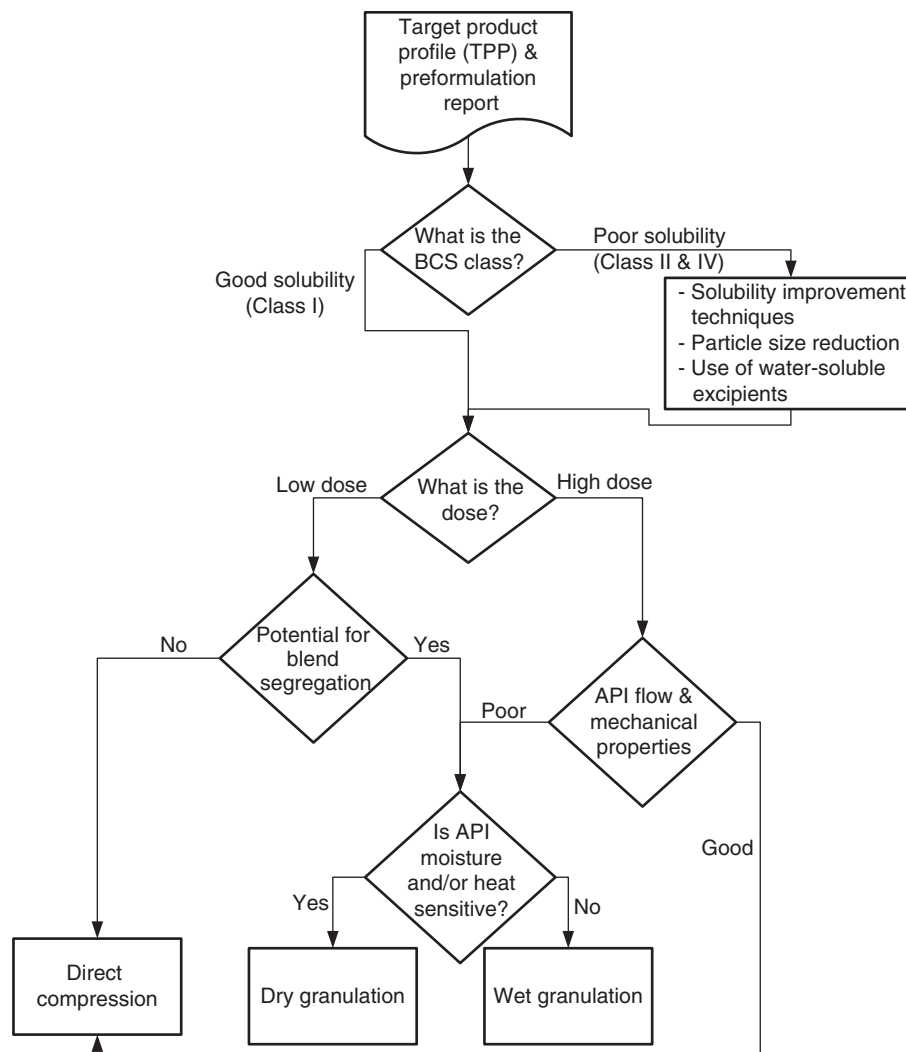 Target product
profile (TPP) &
preformulation
report
What is the
BCS class?
Good solubility
(Class I)
Poor solubility
(Class II & IV)
- Solubility improvement
techniques
- Particle size reduction
- Use of water-soluble
excipients
What is the
dose?
Low dose
High dose
Potential for
blend
segregation
No
Yes
API flow &
mechanical
properties
Poor
Good
Is API
moisture
and/or heat
sensitive?
Yes
No
Direct
compression
Dry granulation
Wet granulation